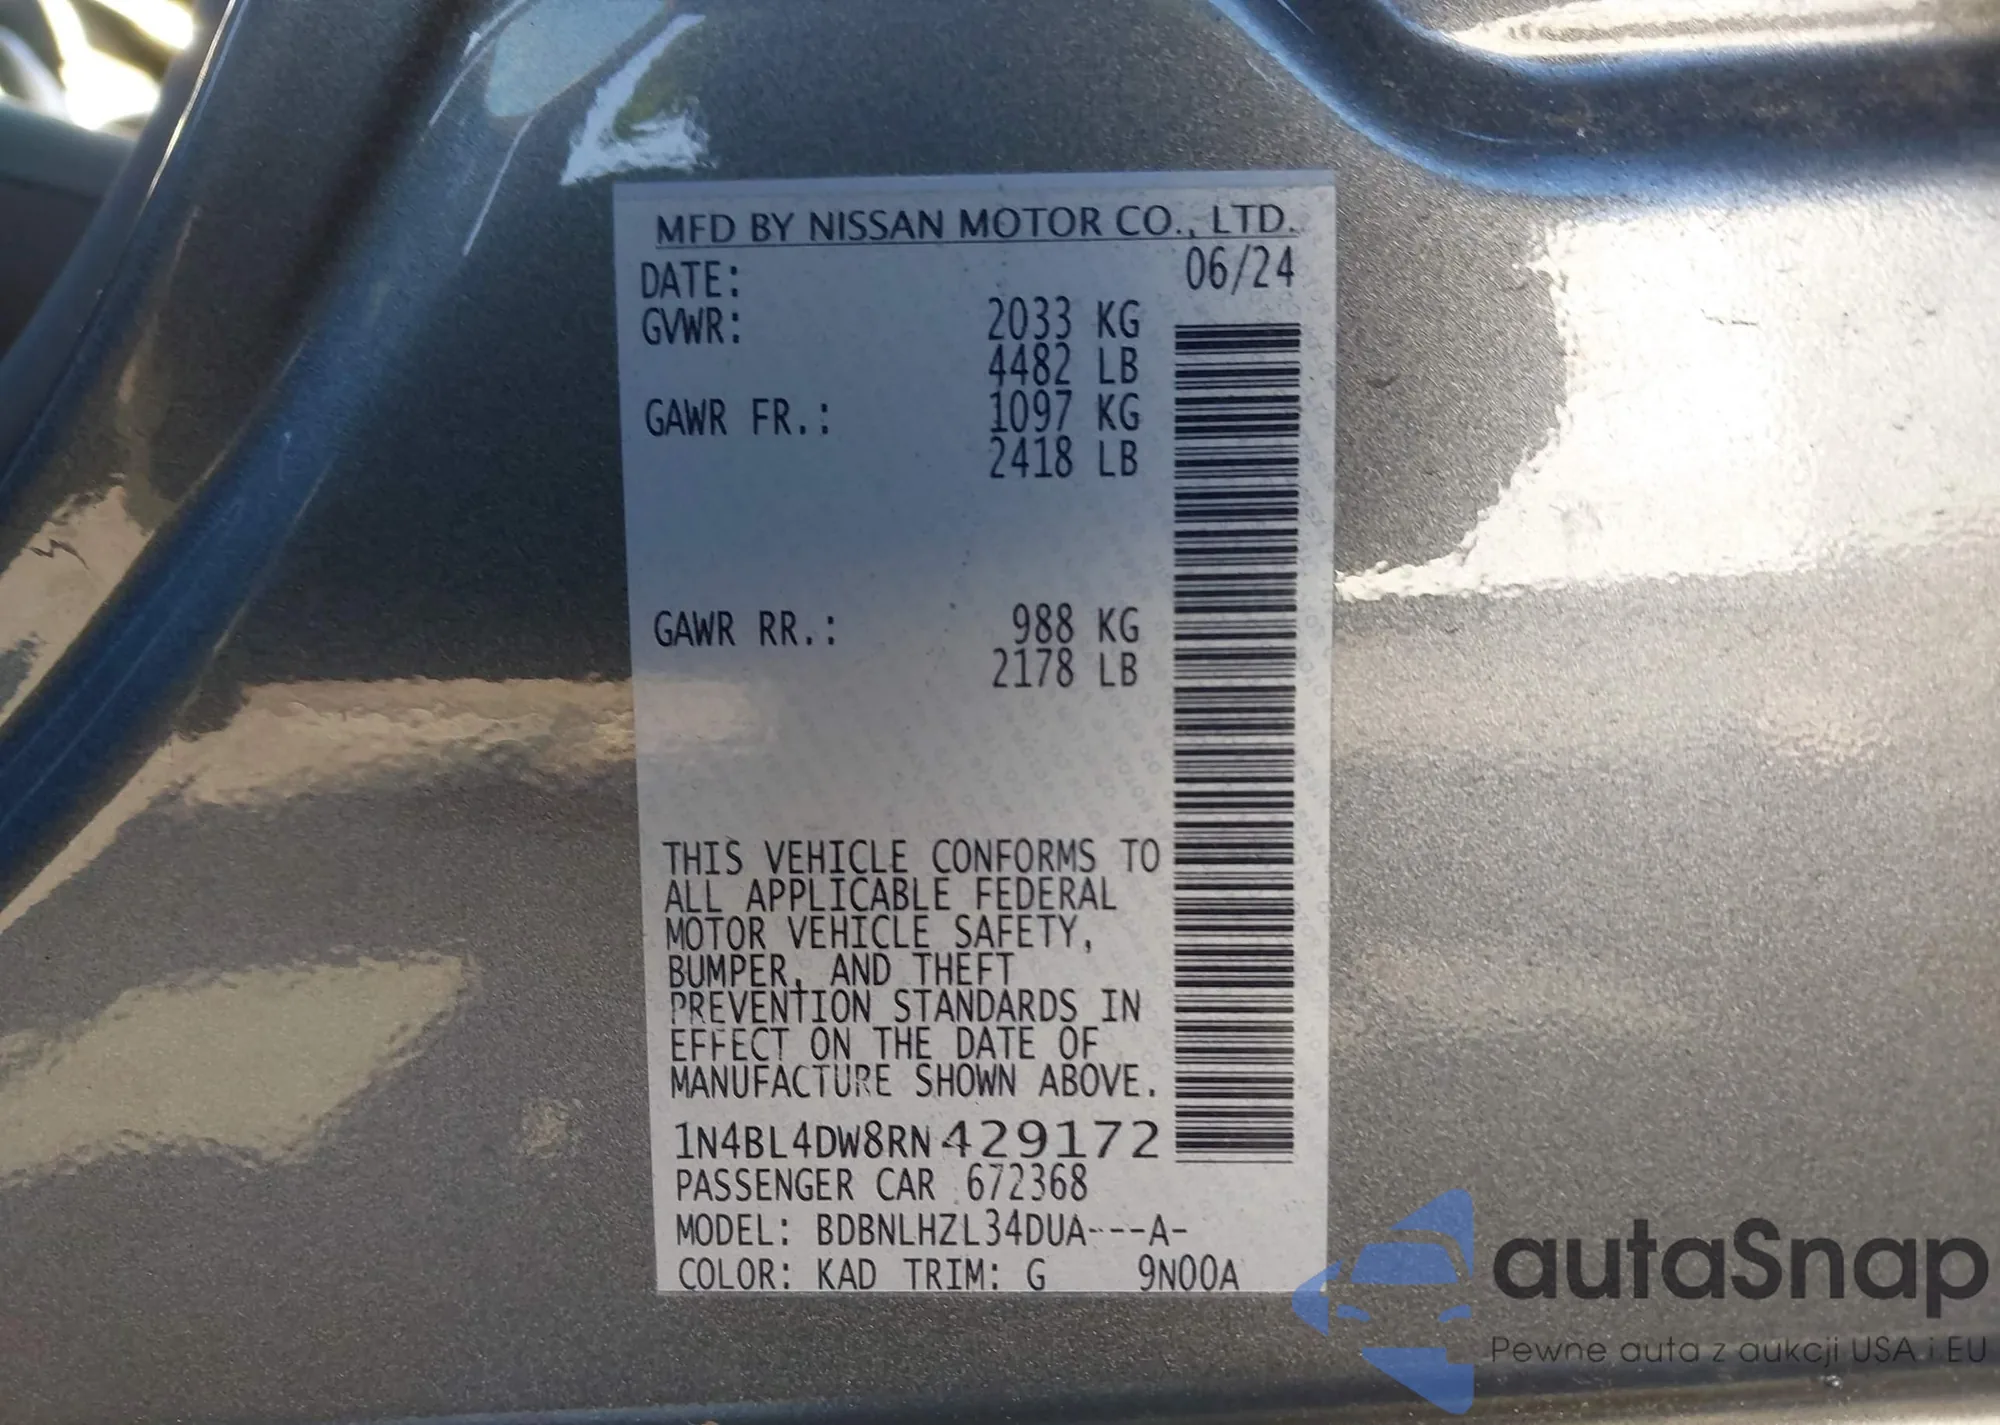 MFD BY NISSAN MOTOR CO., LTD.
DATE: 06/24
GVWR: 2033 KG
4482 LB
GAWR FR.: 1097 KG
2418 LB
GAWR RR.: 988 KG
2178 LB
THIS VEHICLE CONFORMS TO
ALL APPLICABLE FEDERAL
MOTOR VEHICLE SAFETY,
BUMPER, AND THEFT
PREVENTION STANDARDS IN
EFFECT ON THE DATE OF
MANUFACTURE SHOWN ABOVE.
1N4BL4DW8RN429172
PASSENGER CAR 672368
MODEL: BDBNLHZL34DUA---A-
COLOR: KAD TRIM: G 9N00A
autaSnap
Pewne auta z aukcji USA i EU